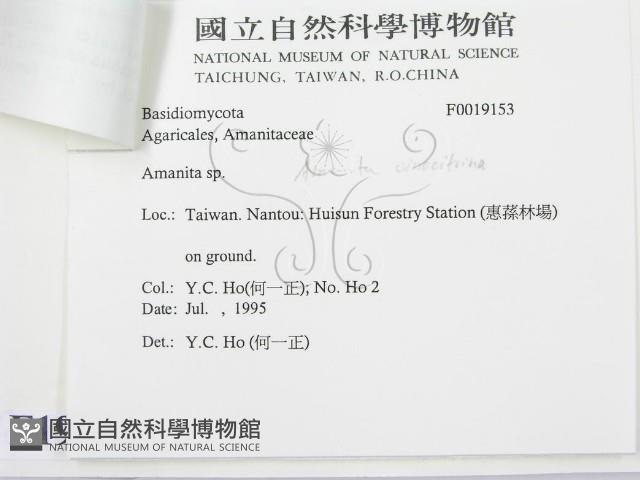 國立自然科學博物館
NATIONAL MUSEUM OF NATURAL SCIENCE
TAICHUNG, TAIWAN, R.O.CHINA
Basidiomycota F0019153
Agaricales, Amanitaceae
Amanita sp. Amanita
Loc.: Taiwan. Nantou: Huisun Forestry Station (惠蓀林場)
on ground.
Col.: Y.C. Ho(何一正); No. Ho 2
Date: Jul. , 1995
Det.: Y.C. Ho (何一正)
國立自然科學博物館
NATIONAL MUSEUM OF NATURAL SCIENCE